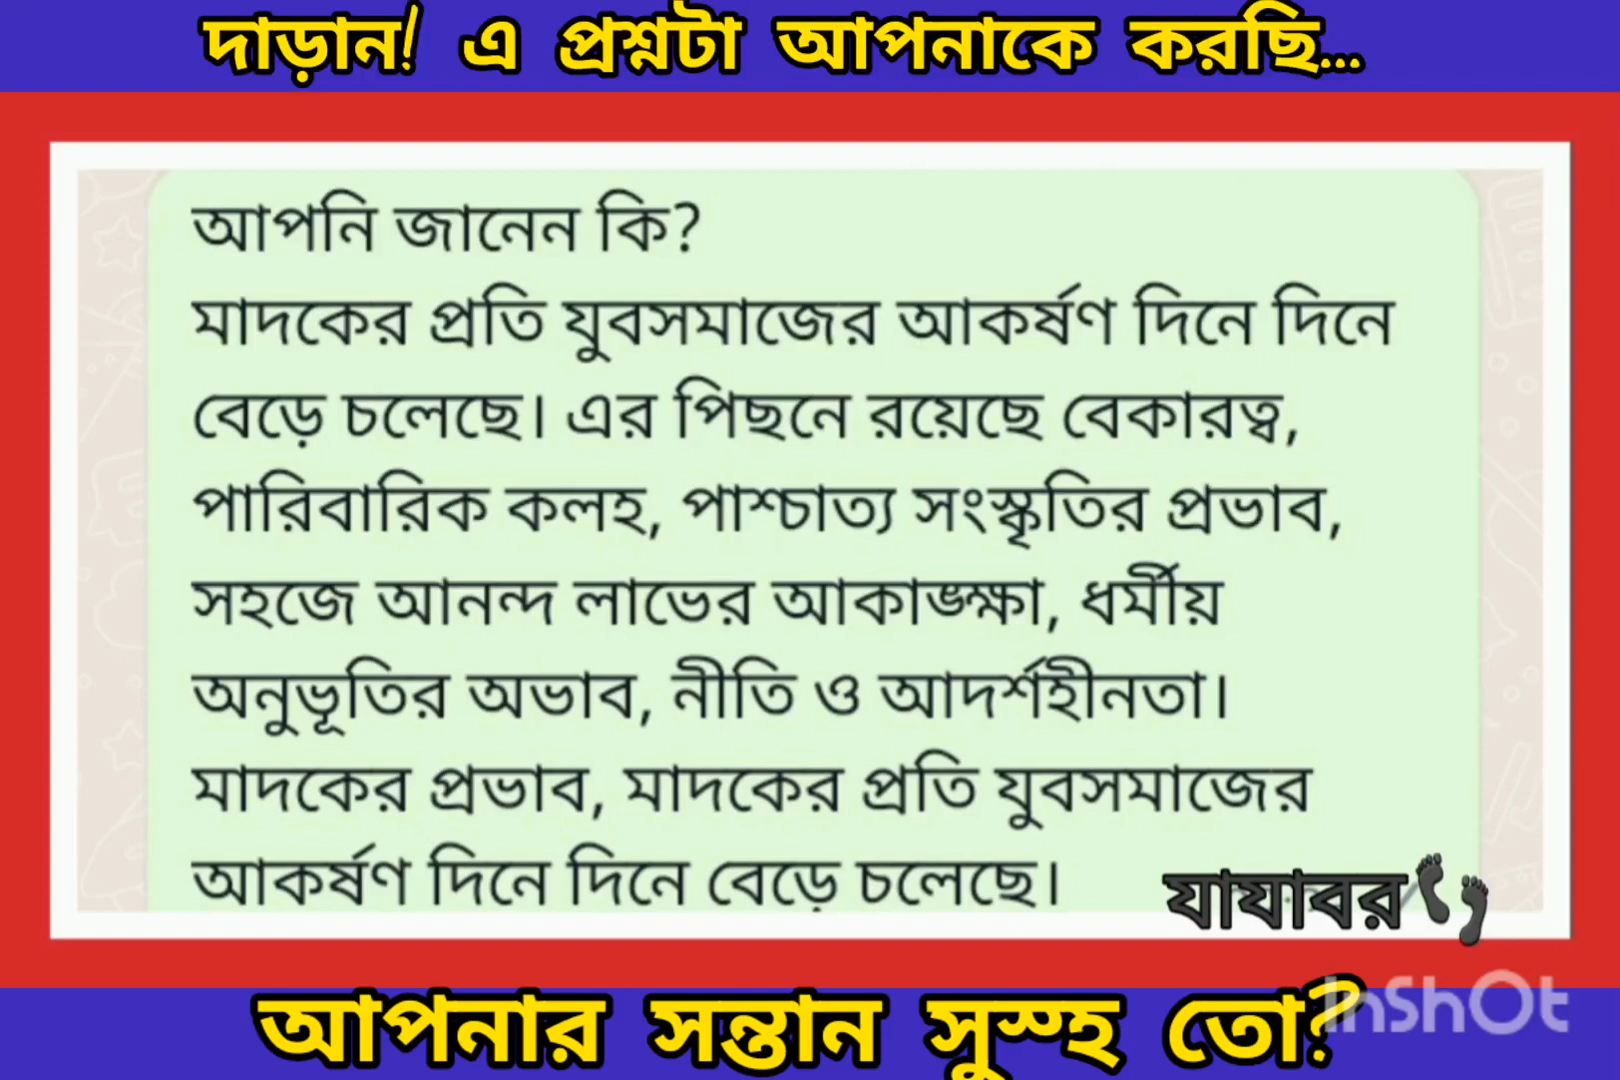 দাড়ান! এ প্রশ্নটা আপনাকে করছি...
আপনি জানেন কি?
মাদকের প্রতি যুবসমাজের আকর্ষণ দিনে দিনে
বেড়ে চলেছে। এর পিছনে রয়েছে বেকারত্ব,
পারিবারিক কলহ, পাশ্চাত্য সংস্কৃতির প্রভাব,
সহজে আনন্দ লাভের আকাঙ্ক্ষা, ধর্মীয়
অনুভূতির অভাব, নীতি ও আদর্শহীনতা।
মাদকের প্রভাব, মাদকের প্রতি যুবসমাজের
আকর্ষণ দিনে দিনে বেড়ে চলেছে।
যাযাবর
আপনার সন্তান সুস্হ তো?
InShOt